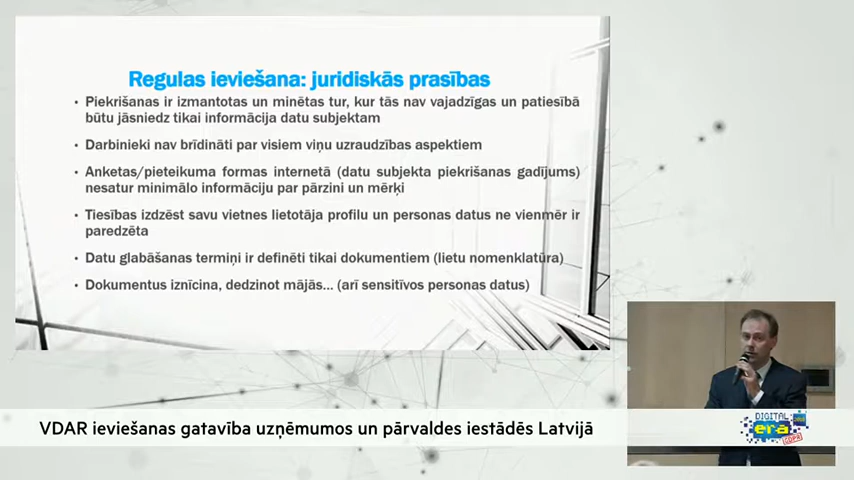 Regulas ieviešana: juridiskās prasības
• Piekrišanas ir izmantotas un minētas tur, kur tās nav vajadzīgas un patiesībā
būtu jāsniedz tikai informācija datu subjektam
• Darbinieki nav brīdināti par visiem viņu uzraudzības aspektiem
• Anketas/pieteikuma formas internetā (datu subjekta piekrišanas gadījums)
nesatur minimālo informāciju par pārzini un mērķi
• Tiesības izdzēst savu vietnes lietotāja profilu un personas datus ne vienmēr ir
paredzēta
• Datu glabāšanas termiņi ir definēti tikai dokumentiem (lietu nomenklatūra)
• Dokumentus iznīcina, dedzinot mājās... (arī sensitīvos personas datus)
DIGITAL
era
GDPR
VDAR ieviešanas gatavība uzņēmumos un pārvaldes iestādēs Latvijā